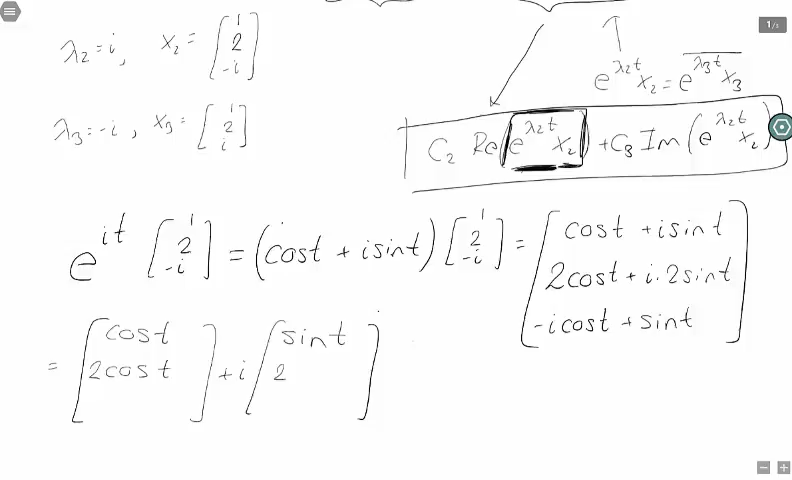 1/2
λ₂=i, x₂ = [1 2 -i]
e^{λ₂t} x₂ = \overline{e^{λ₃t} x₃}
λ₃=-i, x₃ = [1 2 i]
C₂ Re(e^{λ₂t} x₂) + C₃ Im(e^{λ₂t} x₂)
e^{it} [1 2 -i] = (cost + isint) [1 2 -i] = [cost + isint 2cost + i·2sint -icost + sint]
= [cost 2cost ] + i [sint 2 ]